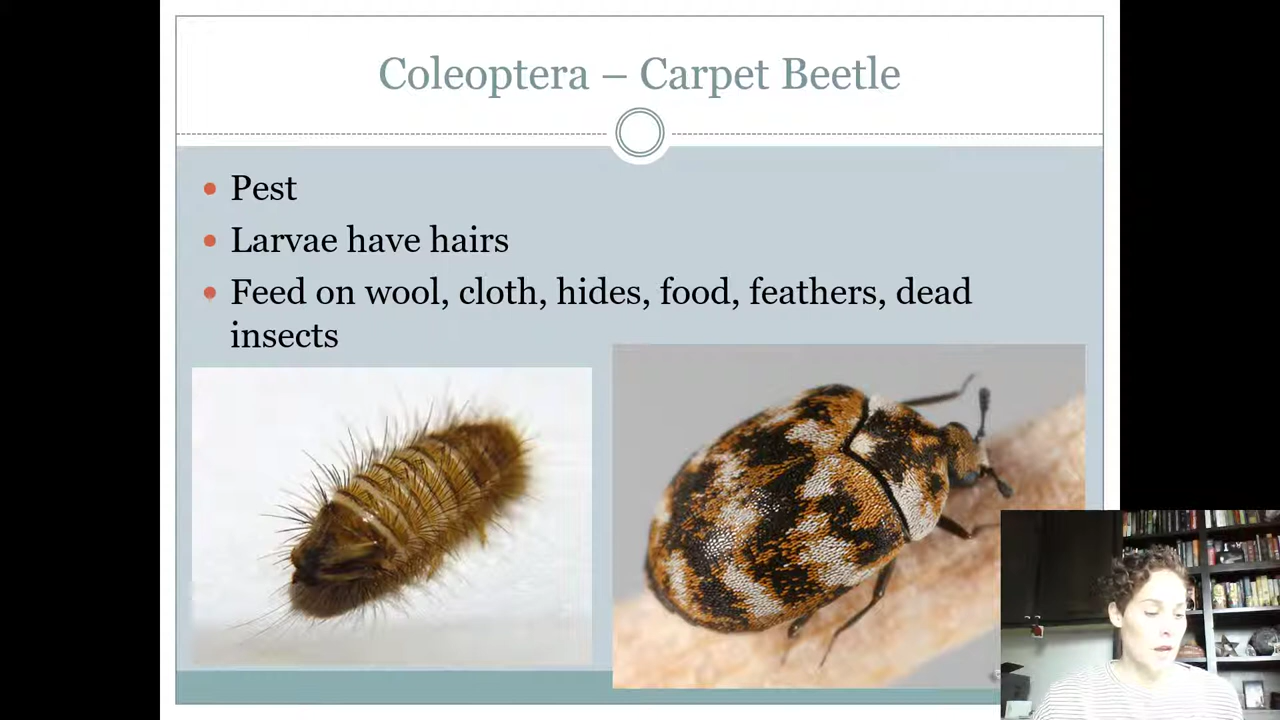 Coleoptera – Carpet Beetle
Pest
Larvae have hairs
Feed on wool, cloth, hides, food, feathers, dead
insects